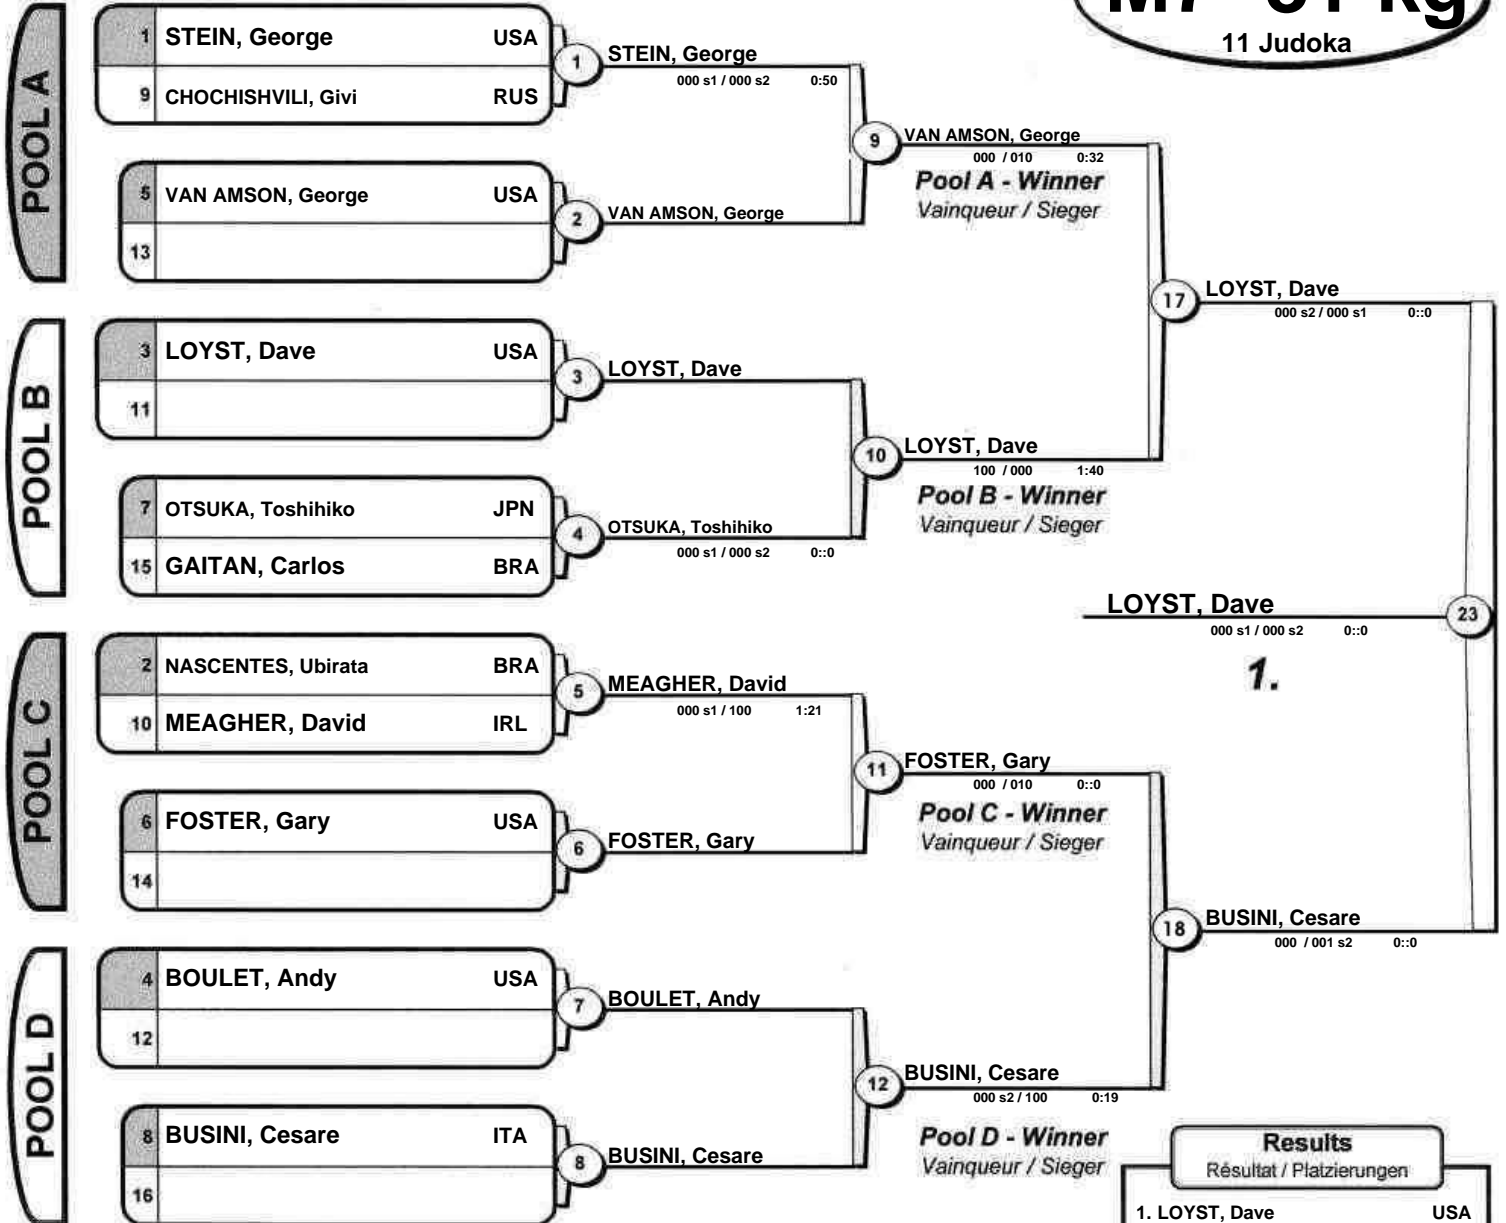 M7 -81 kg
11 Judoka
POOL A
1 STEIN, George USA
9 CHOCHISHVILI, Givi RUS
5 VAN AMSON, George USA
13
1 STEIN, George
000 s1 / 000 s2 0:50
2 VAN AMSON, George
9 VAN AMSON, George
000 / 010 0:32
Pool A - Winner
Vainqueur / Sieger
POOL B
3 LOYST, Dave USA
11
7 OTSUKA, Toshihiko JPN
15 GAITAN, Carlos BRA
3 LOYST, Dave
4 OTSUKA, Toshihiko
000 s1 / 000 s2 0::0
10 LOYST, Dave
100 / 000 1:40
Pool B - Winner
Vainqueur / Sieger
17 LOYST, Dave
000 s2 / 000 s1 0::0
LOYST, Dave 23
000 s1 / 000 s2 0::0
1.
POOL C
2 NASCENTES, Ubirata BRA
10 MEAGHER, David IRL
6 FOSTER, Gary USA
14
5 MEAGHER, David
000 s1 / 100 1:21
6 FOSTER, Gary
11 FOSTER, Gary
000 / 010 0::0
Pool C - Winner
Vainqueur / Sieger
18 BUSINI, Cesare
000 / 001 s2 0::0
POOL D
4 BOULET, Andy USA
12
8 BUSINI, Cesare ITA
16
7 BOULET, Andy
8 BUSINI, Cesare
12 BUSINI, Cesare
000 s2 / 100 0:19
Pool D - Winner
Vainqueur / Sieger
Results
Résultat / Platzierungen
1. LOYST, Dave USA